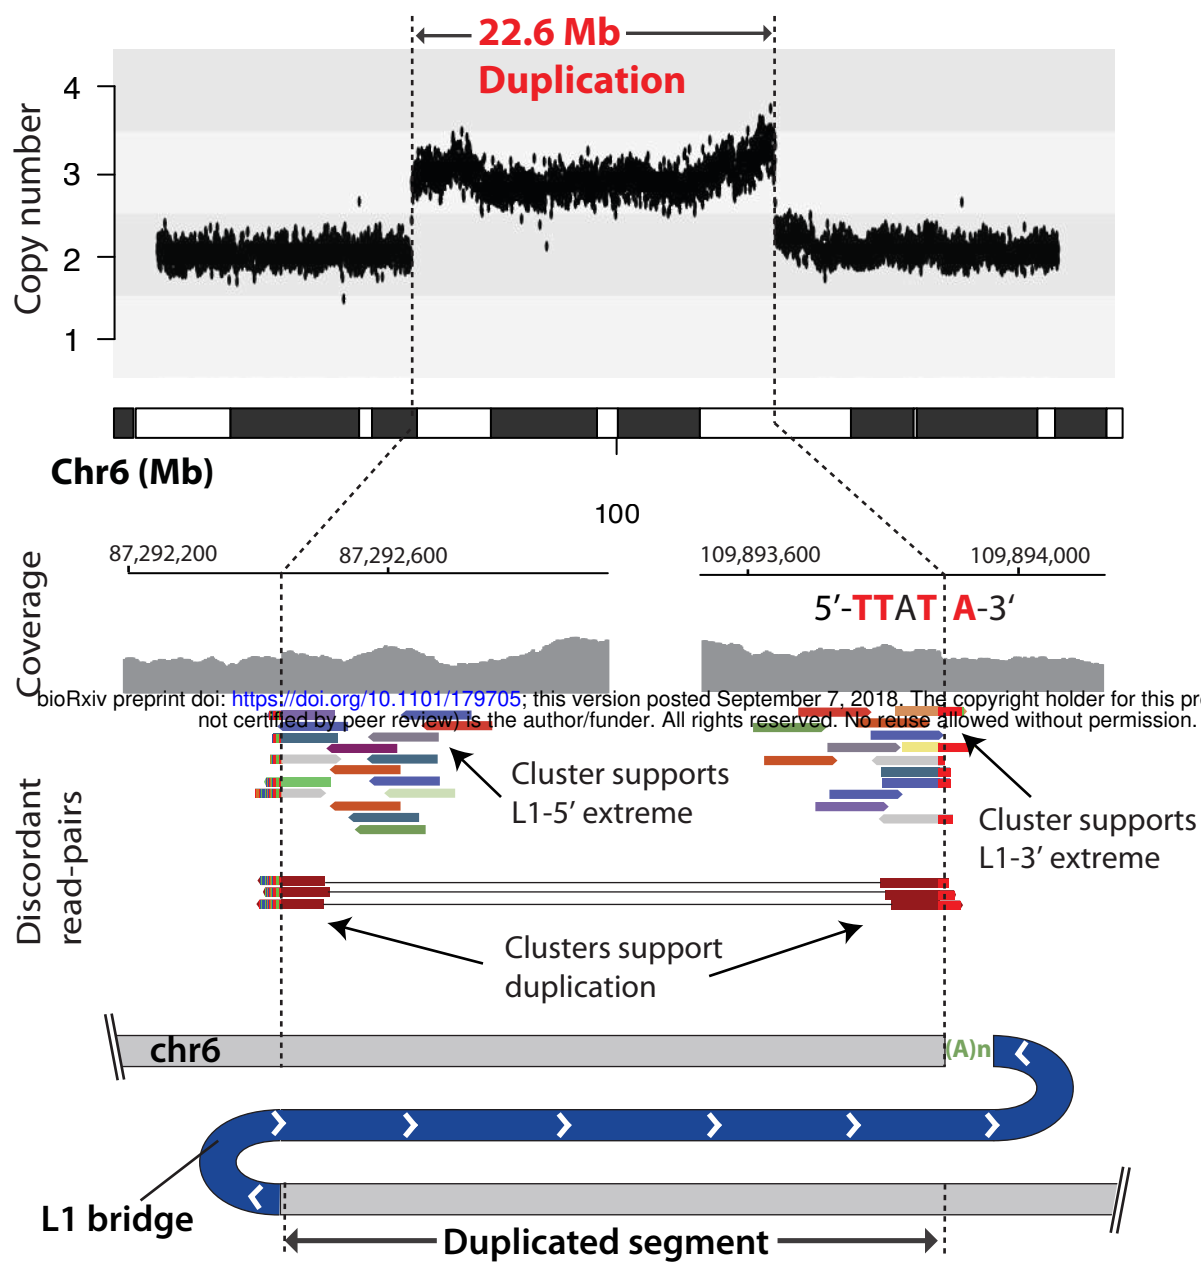 22.6 Mb
Duplication
Copy number
4
3
2
1
Chr6 (Mb)
100
87,292,200
87,292,600
109,893,600
109,894,000
5′-TTAT A-3‘
Coverage
bioRxiv preprint doi: https://doi.org/10.1101/179705; this version posted September 7, 2018. The copyright holder for this pre
not certified by peer review) is the author/funder. All rights reserved. No reuse allowed without permission.
Discordant
read-pairs
Cluster supports
L1-5′ extreme
Cluster supports
L1-3′ extreme
Clusters support
duplication
chr6
(A)n
L1 bridge
Duplicated segment